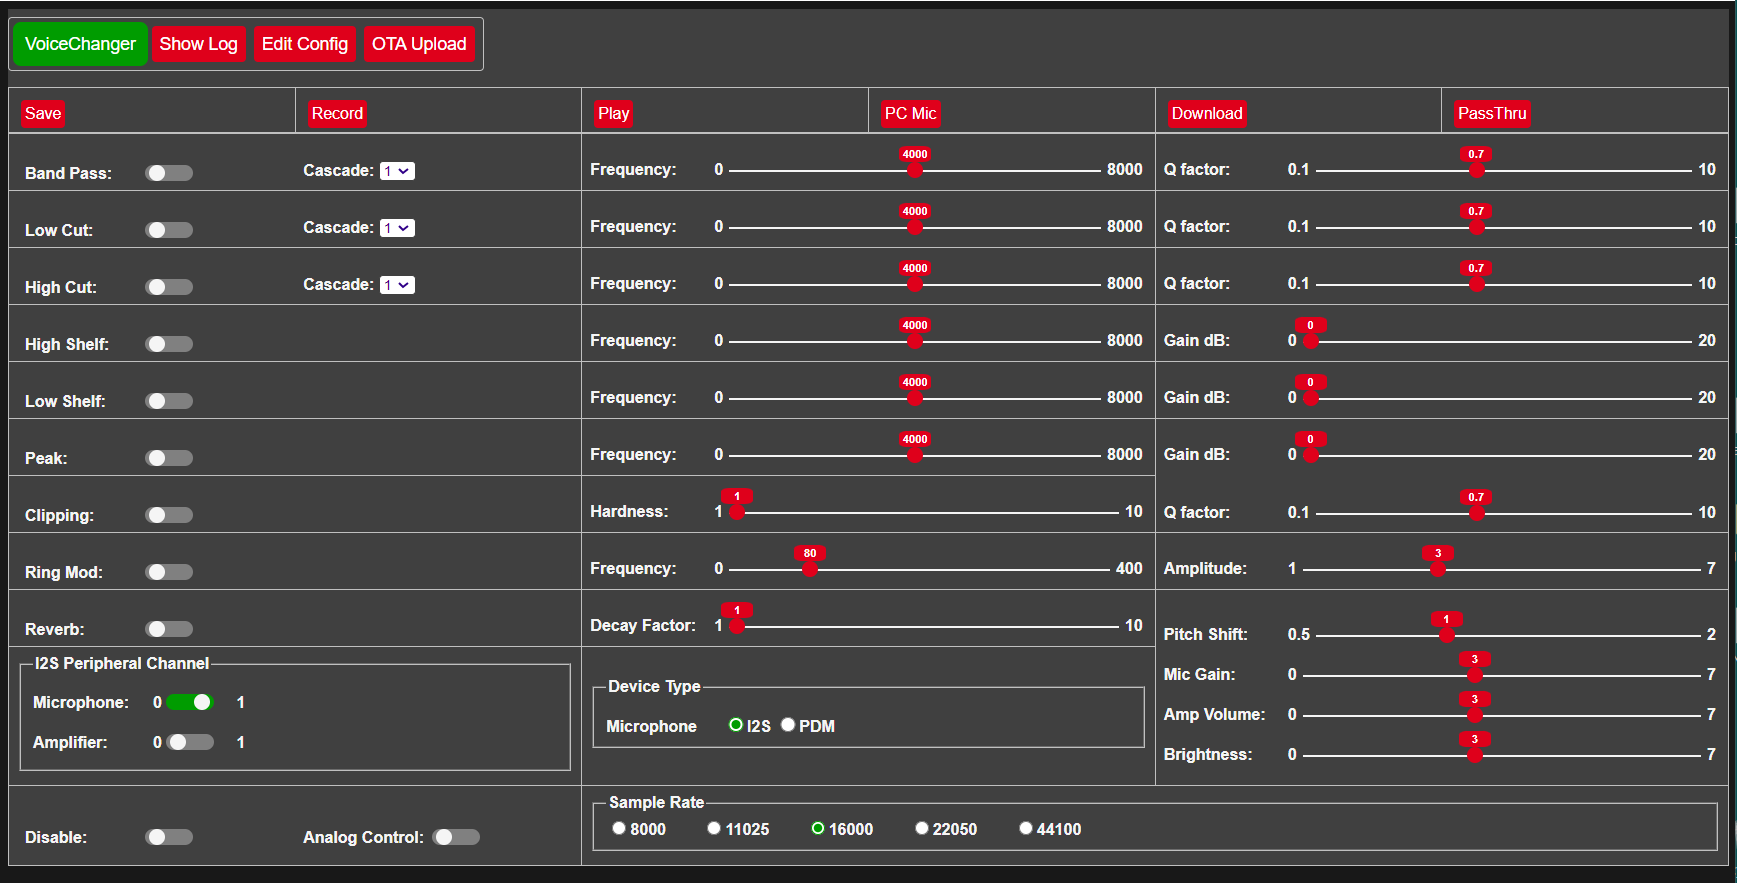 VoiceChanger Show Log Edit Config OTA Upload
Save Record Play PC Mic Download PassThru
Band Pass: Cascade: 1 Frequency: 0 4000 8000 Q factor: 0.1 0.7 10
Low Cut: Cascade: 1 Frequency: 0 4000 8000 Q factor: 0.1 0.7 10
High Cut: Cascade: 1 Frequency: 0 4000 8000 Q factor: 0.1 0.7 10
High Shelf: Frequency: 0 4000 8000 Gain dB: 0 0 20
Low Shelf: Frequency: 0 4000 8000 Gain dB: 0 0 20
Peak: Frequency: 0 4000 8000 Gain dB: 0 0 20
Clipping: Hardness: 1 1 10 Q factor: 0.1 0.7 10
Ring Mod: Frequency: 0 80 400 Amplitude: 1 3 7
Reverb: Decay Factor: 1 1 10 Pitch Shift: 0.5 1 2
I2S Peripheral Channel
Microphone: 0 1
Amplifier: 0 1
Device Type
Microphone I2S PDM
Mic Gain: 0 3 7
Amp Volume: 0 3 7
Brightness: 0 3 7
Disable: Analog Control:
Sample Rate
8000 11025 16000 22050 44100